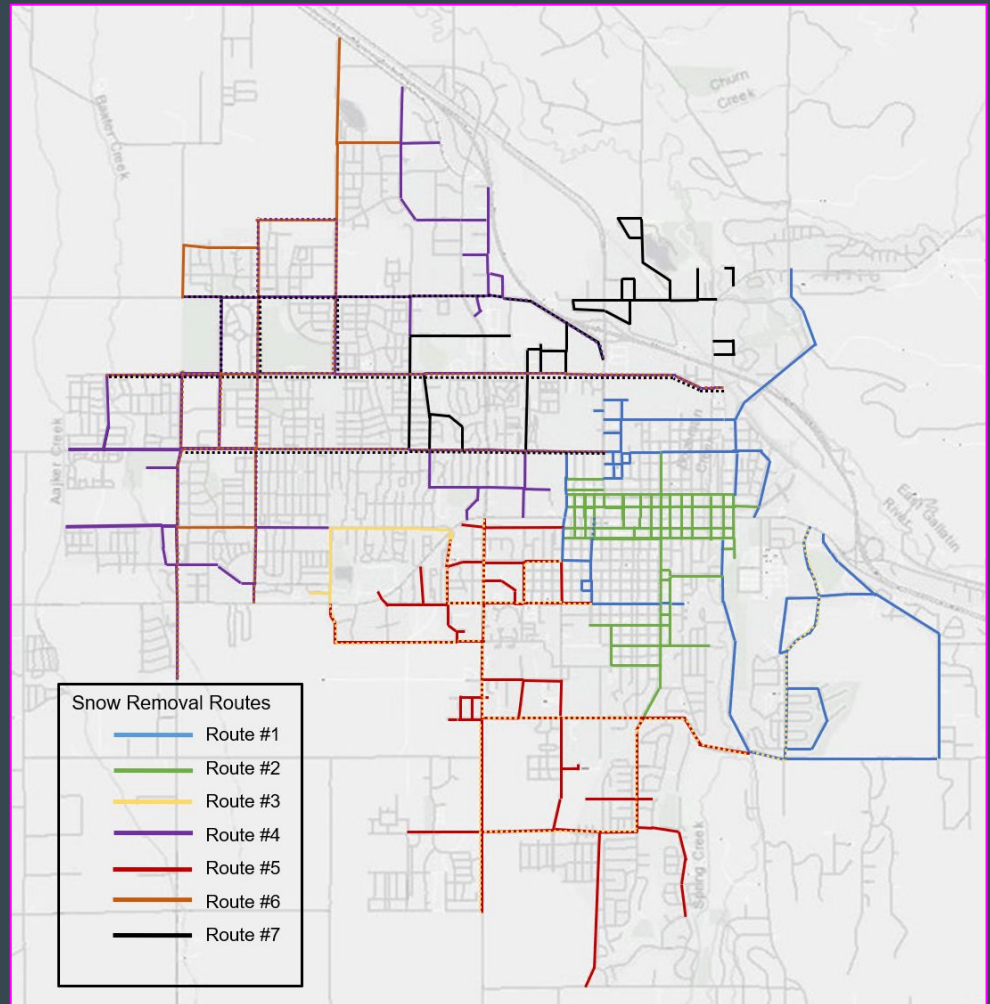 Churn
Creek
Baxter Creek
Aajker Creek
East Gallatin
River
Spring Creek
Snow Removal Routes
Route #1
Route #2
Route #3
Route #4
Route #5
Route #6
Route #7